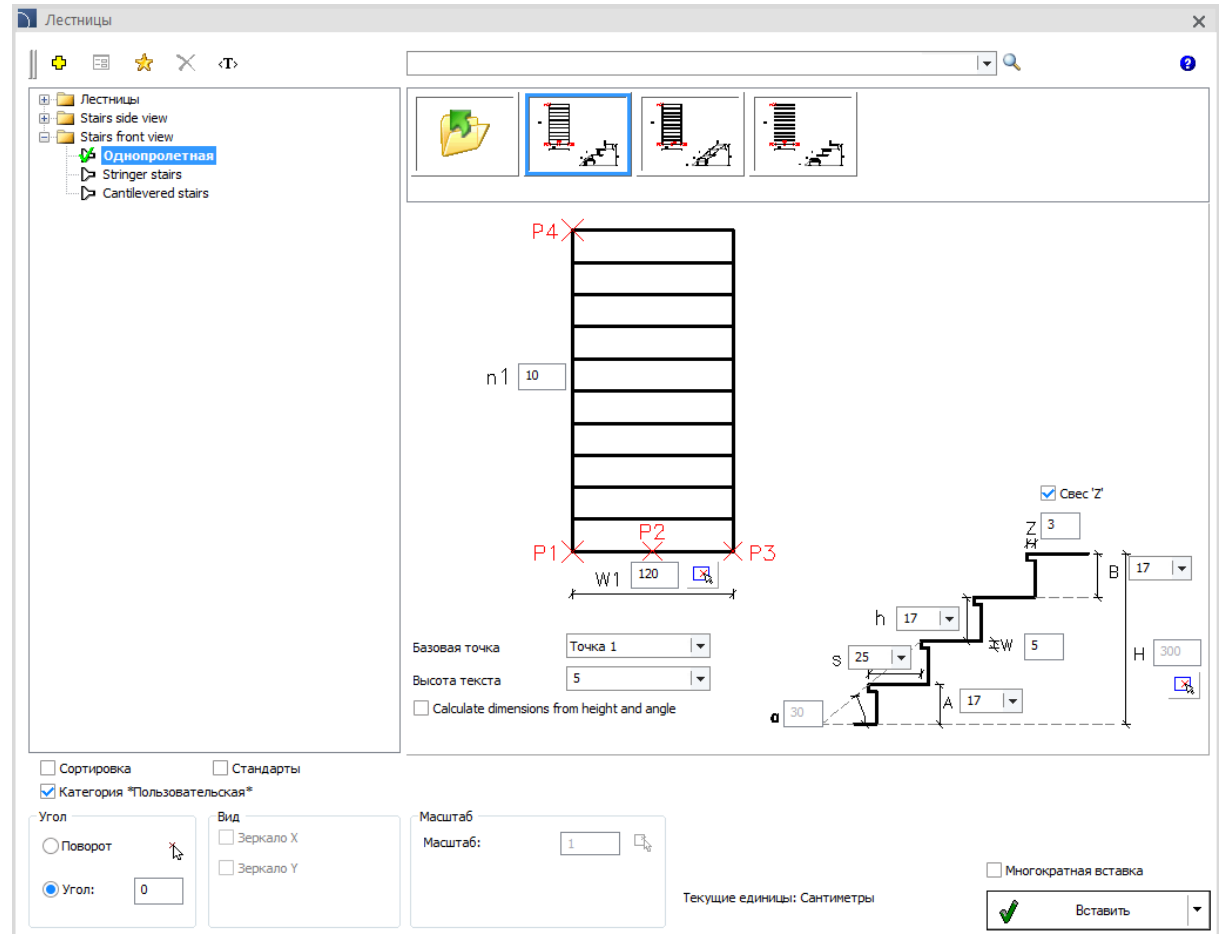 Лестницы
‹T›
Лестницы
Stairs side view
Stairs front view
Однопролетная
Stringer stairs
Cantilevered stairs
P4
n1 10
P1 P2 P3
W1 120
Свес 'Z'
Z 3
B 17
h 17
W 5
s 25
H 300
A 17
α 30
Базовая точка Точка 1
Высота текста 5
Calculate dimensions from height and angle
Сортировка Стандарты
Категория *Пользовательская*
Угол
Поворот
Угол: 0
Вид
Зеркало X
Зеркало Y
Масштаб
Масштаб: 1
Текущие единицы: Сантиметры
Многократная вставка
Вставить